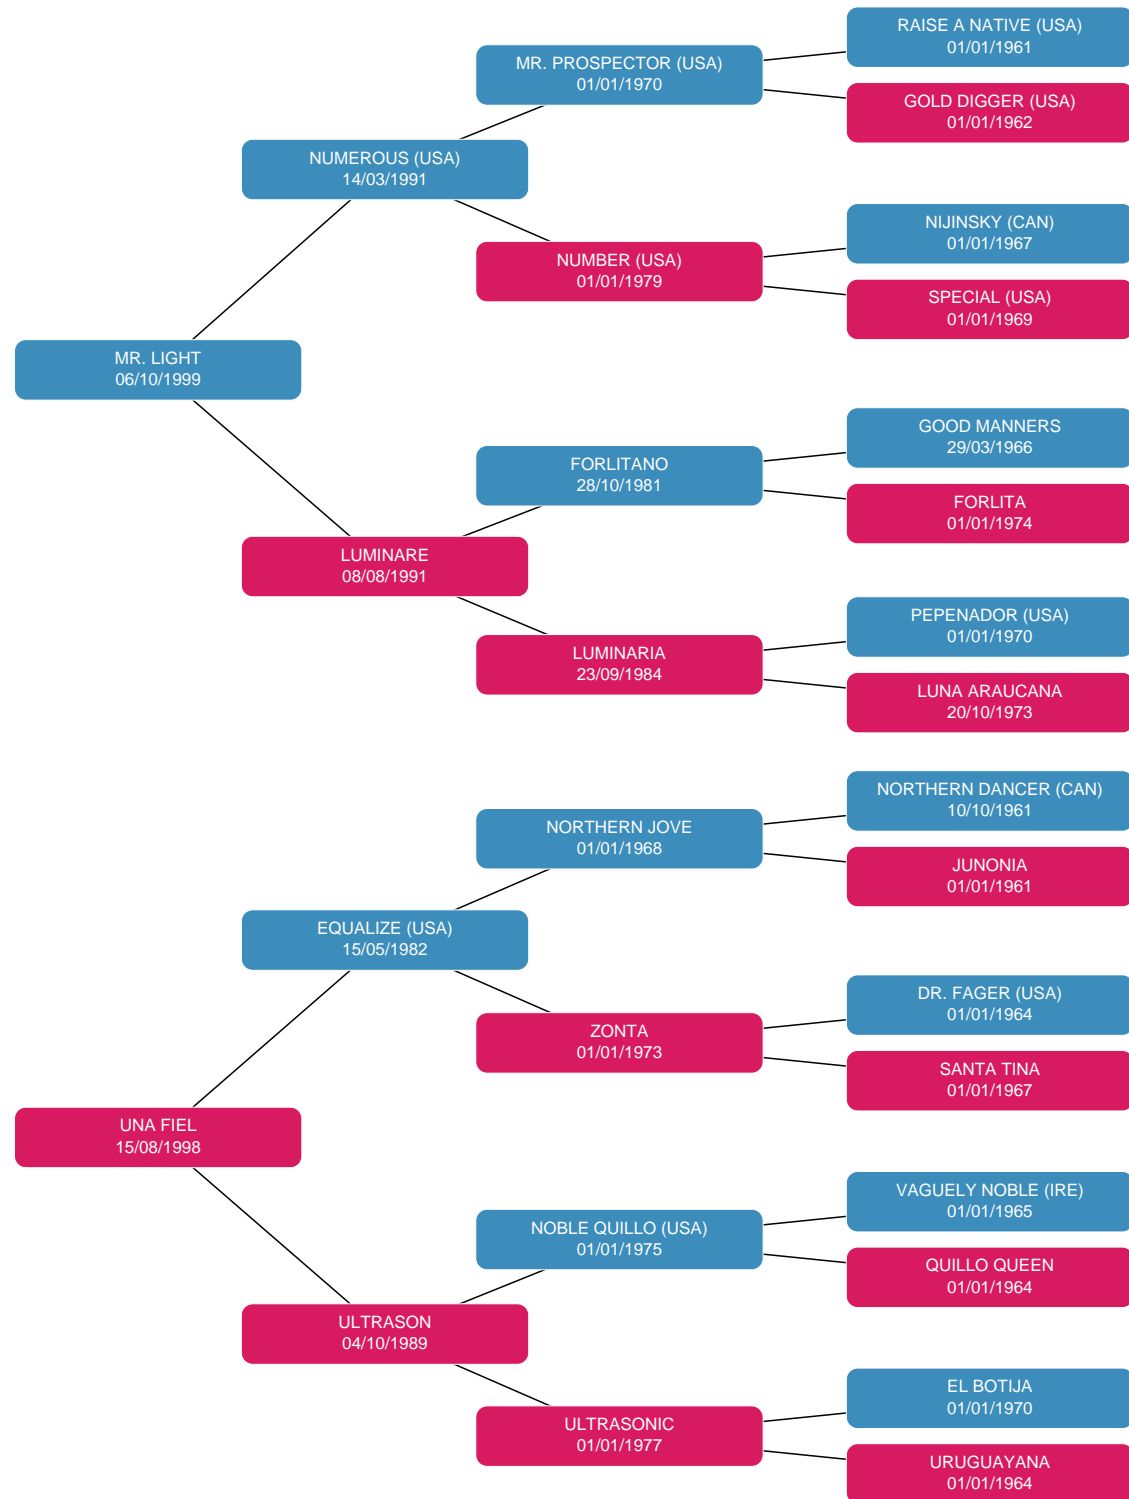 RAISE A NATIVE (USA)
01/01/1961
MR. PROSPECTOR (USA)
01/01/1970
GOLD DIGGER (USA)
01/01/1962
NUMEROUS (USA)
14/03/1991
NIJINSKY (CAN)
01/01/1967
NUMBER (USA)
01/01/1979
SPECIAL (USA)
01/01/1969
MR. LIGHT
06/10/1999
GOOD MANNERS
29/03/1966
FORLITANO
28/10/1981
FORLITA
01/01/1974
LUMINARE
08/08/1991
PEPENADOR (USA)
01/01/1970
LUMINARIA
23/09/1984
LUNA ARAUCANA
20/10/1973
NORTHERN DANCER (CAN)
10/10/1961
NORTHERN JOVE
01/01/1968
JUNONIA
01/01/1961
EQUALIZE (USA)
15/05/1982
DR. FAGER (USA)
01/01/1964
ZONTA
01/01/1973
SANTA TINA
01/01/1967
UNA FIEL
15/08/1998
VAGUELY NOBLE (IRE)
01/01/1965
NOBLE QUILLO (USA)
01/01/1975
QUILLO QUEEN
01/01/1964
ULTRASON
04/10/1989
EL BOTIJA
01/01/1970
ULTRASONIC
01/01/1977
URUGUAYANA
01/01/1964